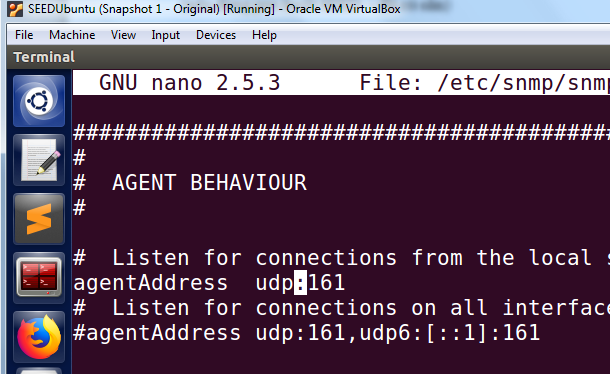 SEEDUbuntu (Snapshot 1 - Original) [Running] - Oracle VM VirtualBox
File Machine View Input Devices Help
Terminal
GNU nano 2.5.3 File: /etc/snmp/snmp
#########################################
#
# AGENT BEHAVIOUR
#
# Listen for connections from the local s
agentAddress udp:161
# Listen for connections on all interface
#agentAddress udp:161,udp6:[::1]:161